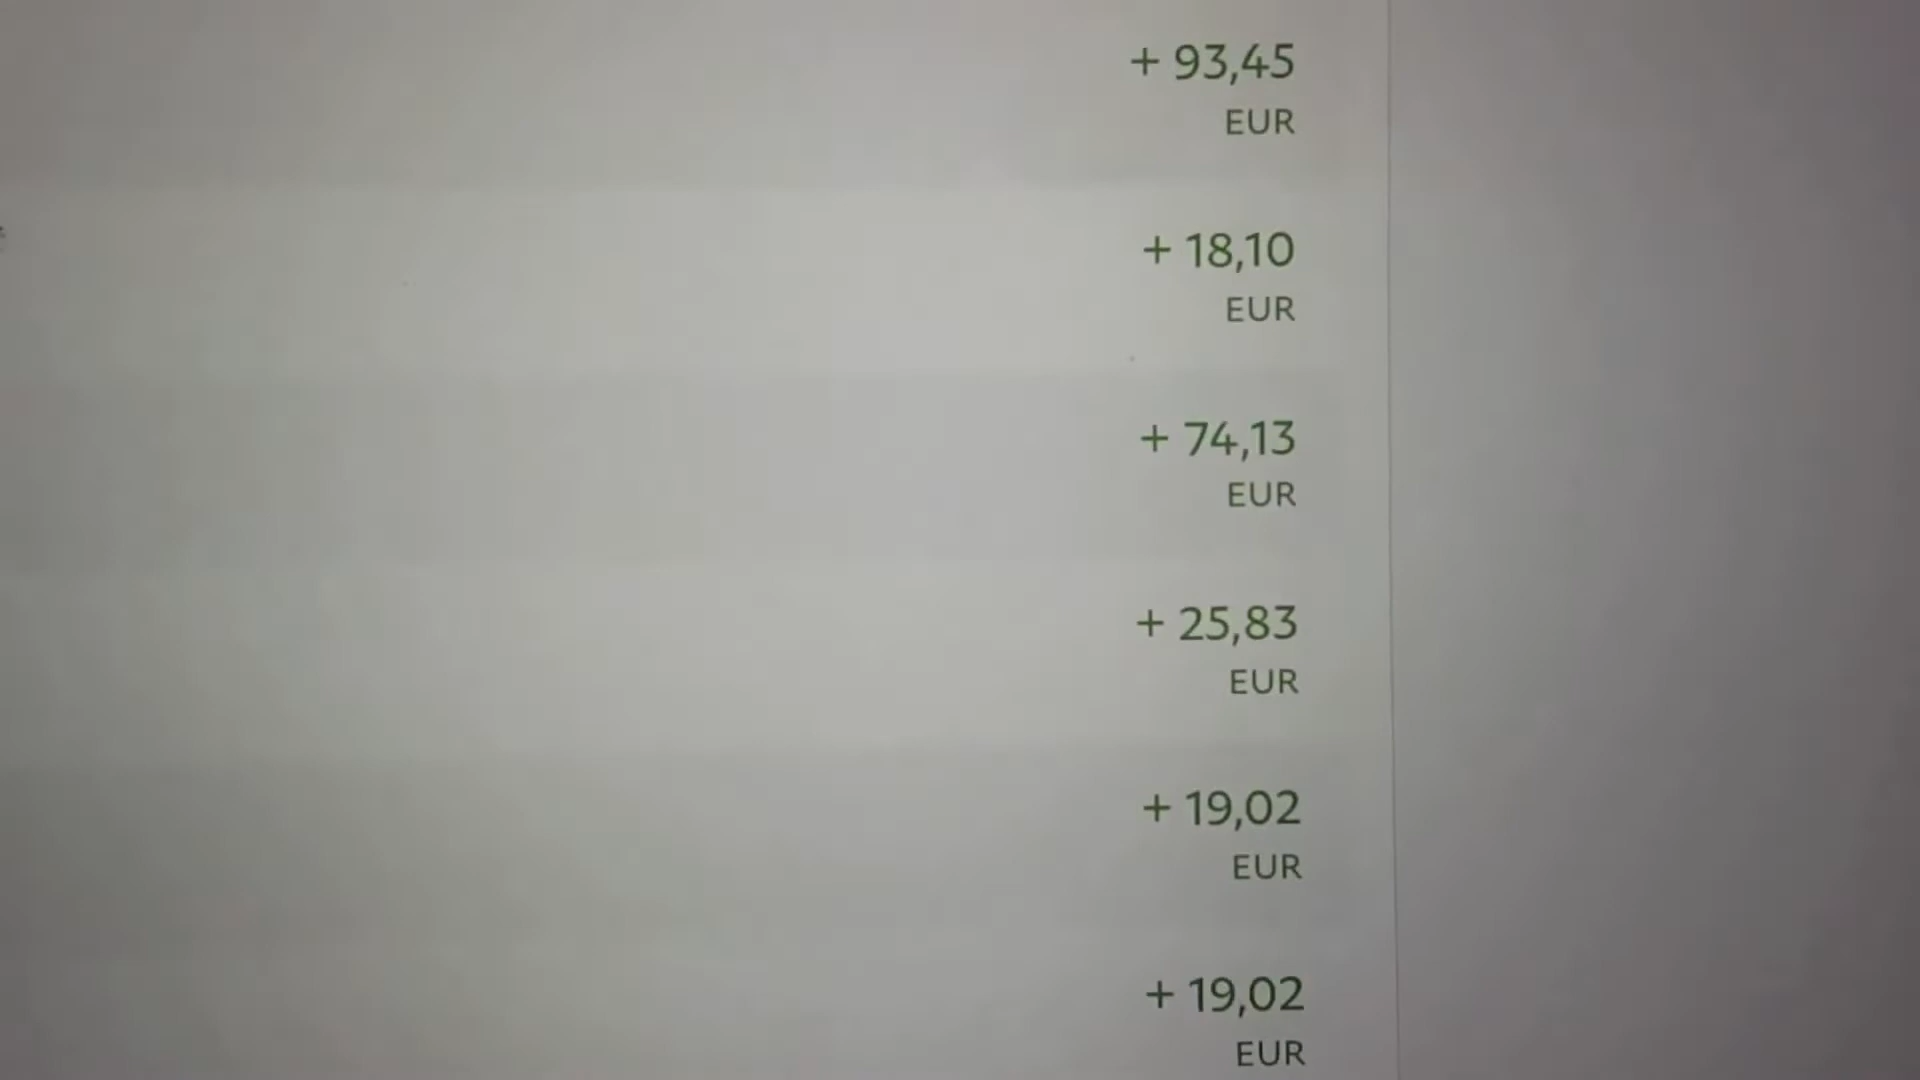 + 93,45
EUR
+ 18,10
EUR
+ 74,13
EUR
+ 25,83
EUR
+ 19,02
EUR
+ 19,02
EUR